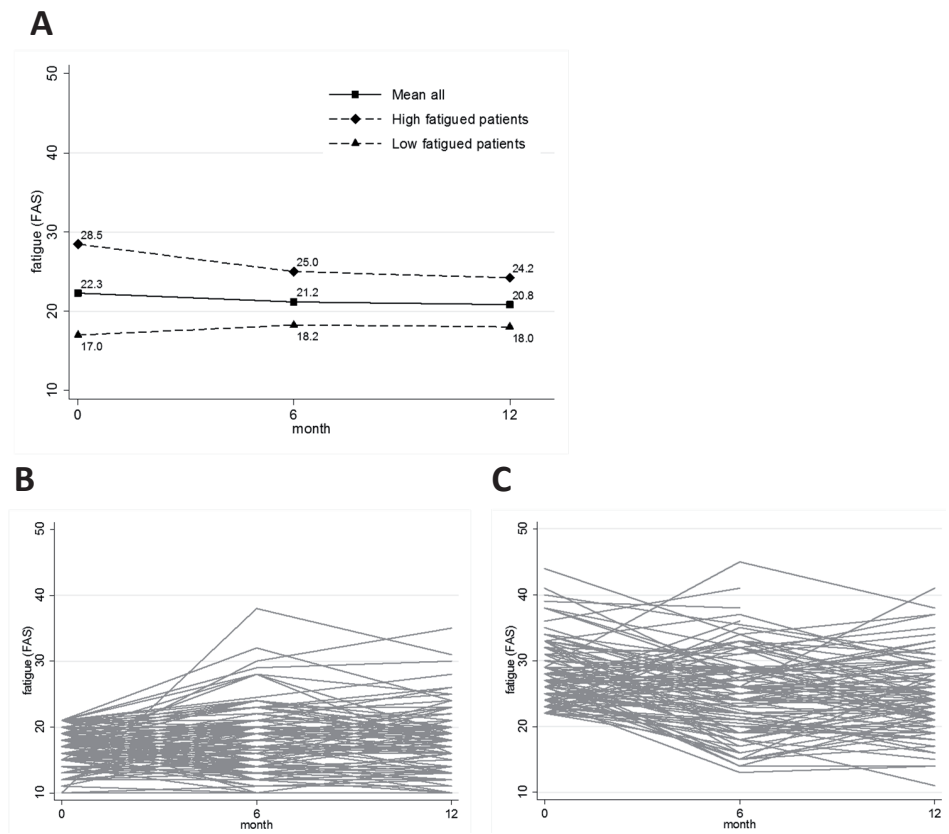 A
50
40
30
20
10
fatigue (FAS)
Mean all
High fatigued patients
Low fatigued patients
28.5
25.0
24.2
22.3
21.2
20.8
17.0
18.2
18.0
0 6 12
month
B
50
40
30
20
10
fatigue (FAS)
0 6 12
month
C
50
40
30
20
10
fatigue (FAS)
0 6 12
month